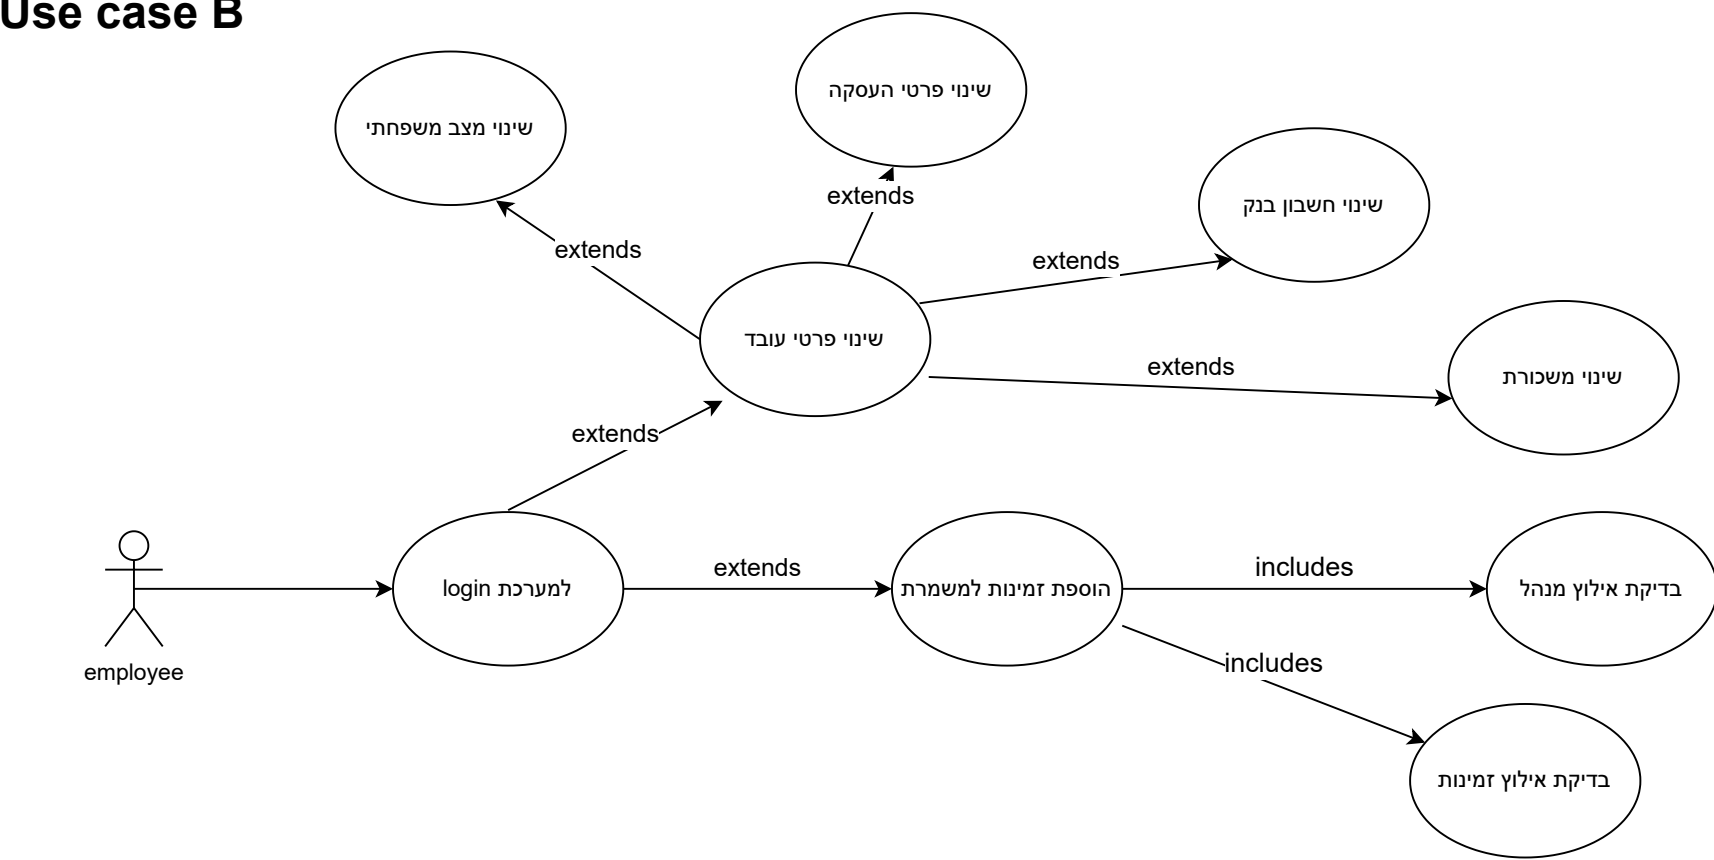 Use case B
שינוי פרטי העסקה
שינוי מצב משפחתי
extends
שינוי חשבון בנק
extends
extends
שינוי פרטי עובד
extends
שינוי משכורת
extends
extends
includes
למערכת login
הוספת זמינות למשמרת
בדיקת אילוץ מנהל
employee
includes
בדיקת אילוץ זמינות